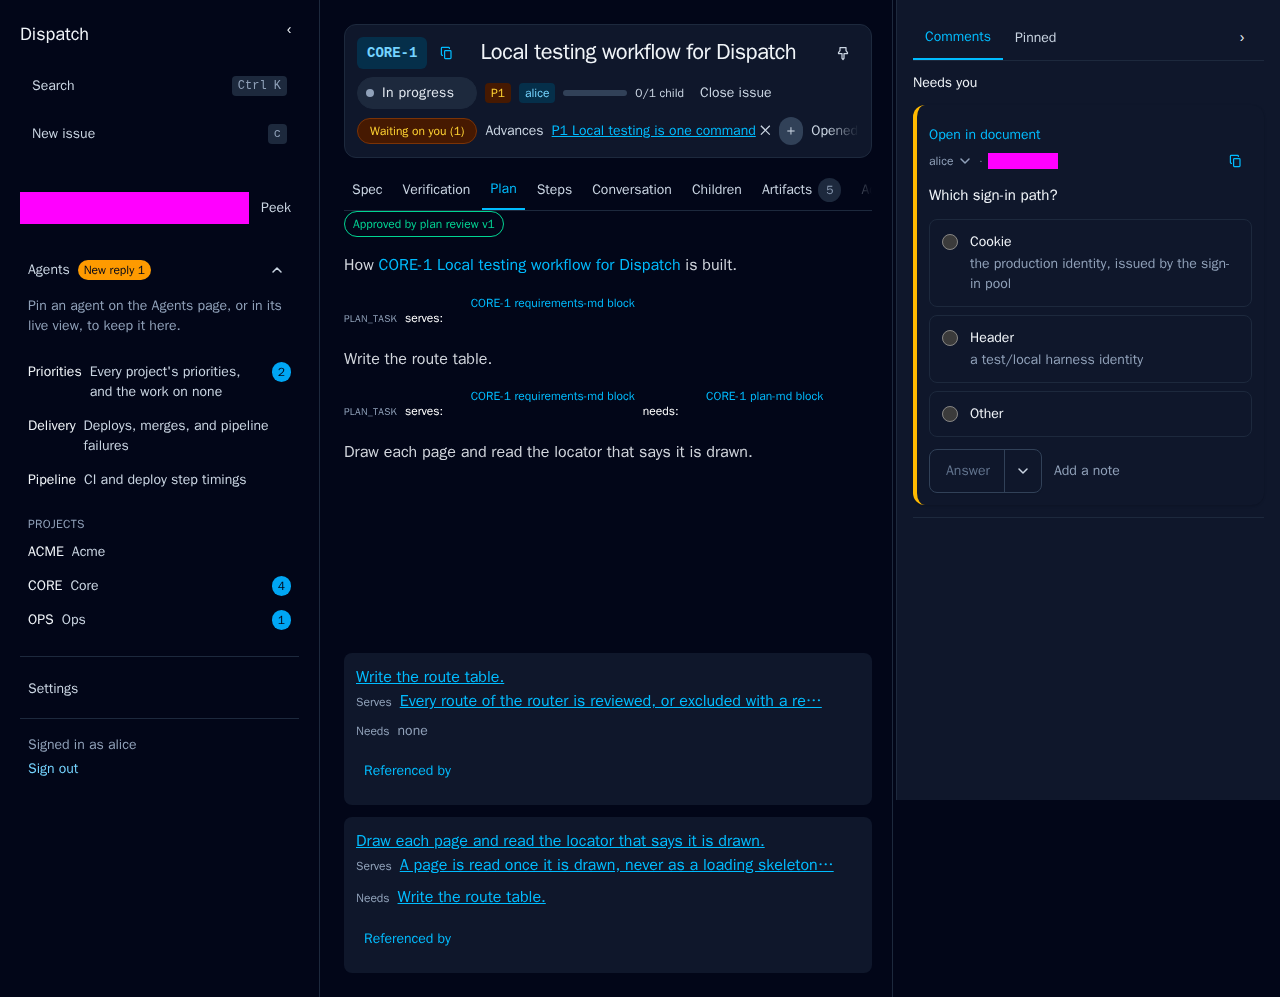 Dispatch
Search
Ctrl K
New issue
C
Peek
Agents
New reply 1
Pin an agent on the Agents page, or in its
live view, to keep it here.
Priorities
Every project's priorities,
and the work on none
2
Delivery
Deploys, merges, and pipeline
failures
Pipeline
CI and deploy step timings
PROJECTS
ACME Acme
CORE Core
4
OPS Ops
1
Settings
Signed in as alice
Sign out
CORE-1
Local testing workflow for Dispatch
In progress
P1
alice
0/1 child
Close issue
Waiting on you (1)
Advances
P1 Local testing is one command
Opened
Spec
Verification
Plan
Steps
Conversation
Children
Artifacts
5
Approved by plan review v1
How CORE-1 Local testing workflow for Dispatch is built.
CORE-1 requirements-md block
PLAN_TASK serves:
Write the route table.
CORE-1 requirements-md block
CORE-1 plan-md block
PLAN_TASK serves:
needs:
Draw each page and read the locator that says it is drawn.
Write the route table.
Serves Every route of the router is reviewed, or excluded with a re…
Needs none
Referenced by
Draw each page and read the locator that says it is drawn.
Serves A page is read once it is drawn, never as a loading skeleton…
Needs Write the route table.
Referenced by
Comments
Pinned
Needs you
Open in document
alice ·
Which sign-in path?
Cookie
the production identity, issued by the sign-
in pool
Header
a test/local harness identity
Other
Answer
Add a note